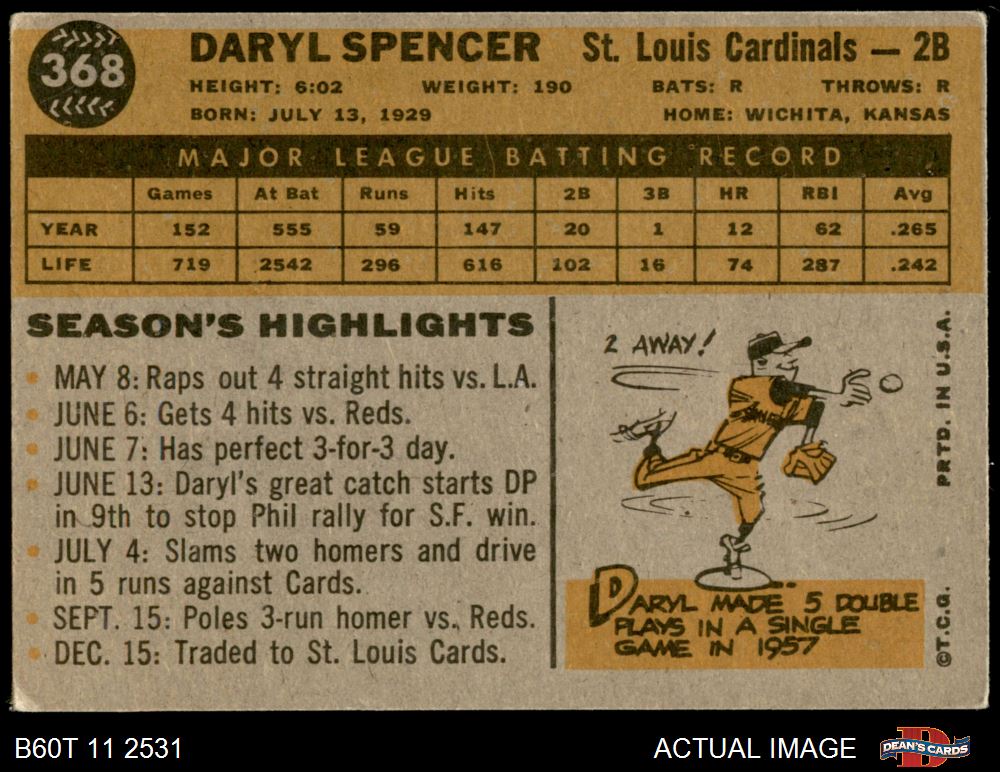 368
DARYL SPENCER St. Louis Cardinals — 2B
HEIGHT: 6:02 WEIGHT: 190 BATS: R THROWS: R
BORN: JULY 13, 1929 HOME: WICHITA, KANSAS
MAJOR LEAGUE BATTING RECORD
Games At Bat Runs Hits 2B 3B HR RBI Avg
YEAR 152 555 59 147 20 1 12 62 .265
LIFE 719 2542 296 616 102 16 74 287 .242
SEASON'S HIGHLIGHTS
MAY 8: Raps out 4 straight hits vs. L.A.
JUNE 6: Gets 4 hits vs. Reds.
JUNE 7: Has perfect 3-for-3 day.
JUNE 13: Daryl's great catch starts DP
in 9th to stop Phil rally for S.F. win.
JULY 4: Slams two homers and drive
in 5 runs against Cards.
SEPT. 15: Poles 3-run homer vs. Reds.
DEC. 15: Traded to St. Louis Cards.
2 AWAY!
DARYL MADE 5 DOUBLE
PLAYS IN A SINGLE
GAME IN 1957
©T.C.G. PRTD. IN U.S.A.
B60T 11 2531 ACTUAL IMAGE
D
DEAN'S CARDS